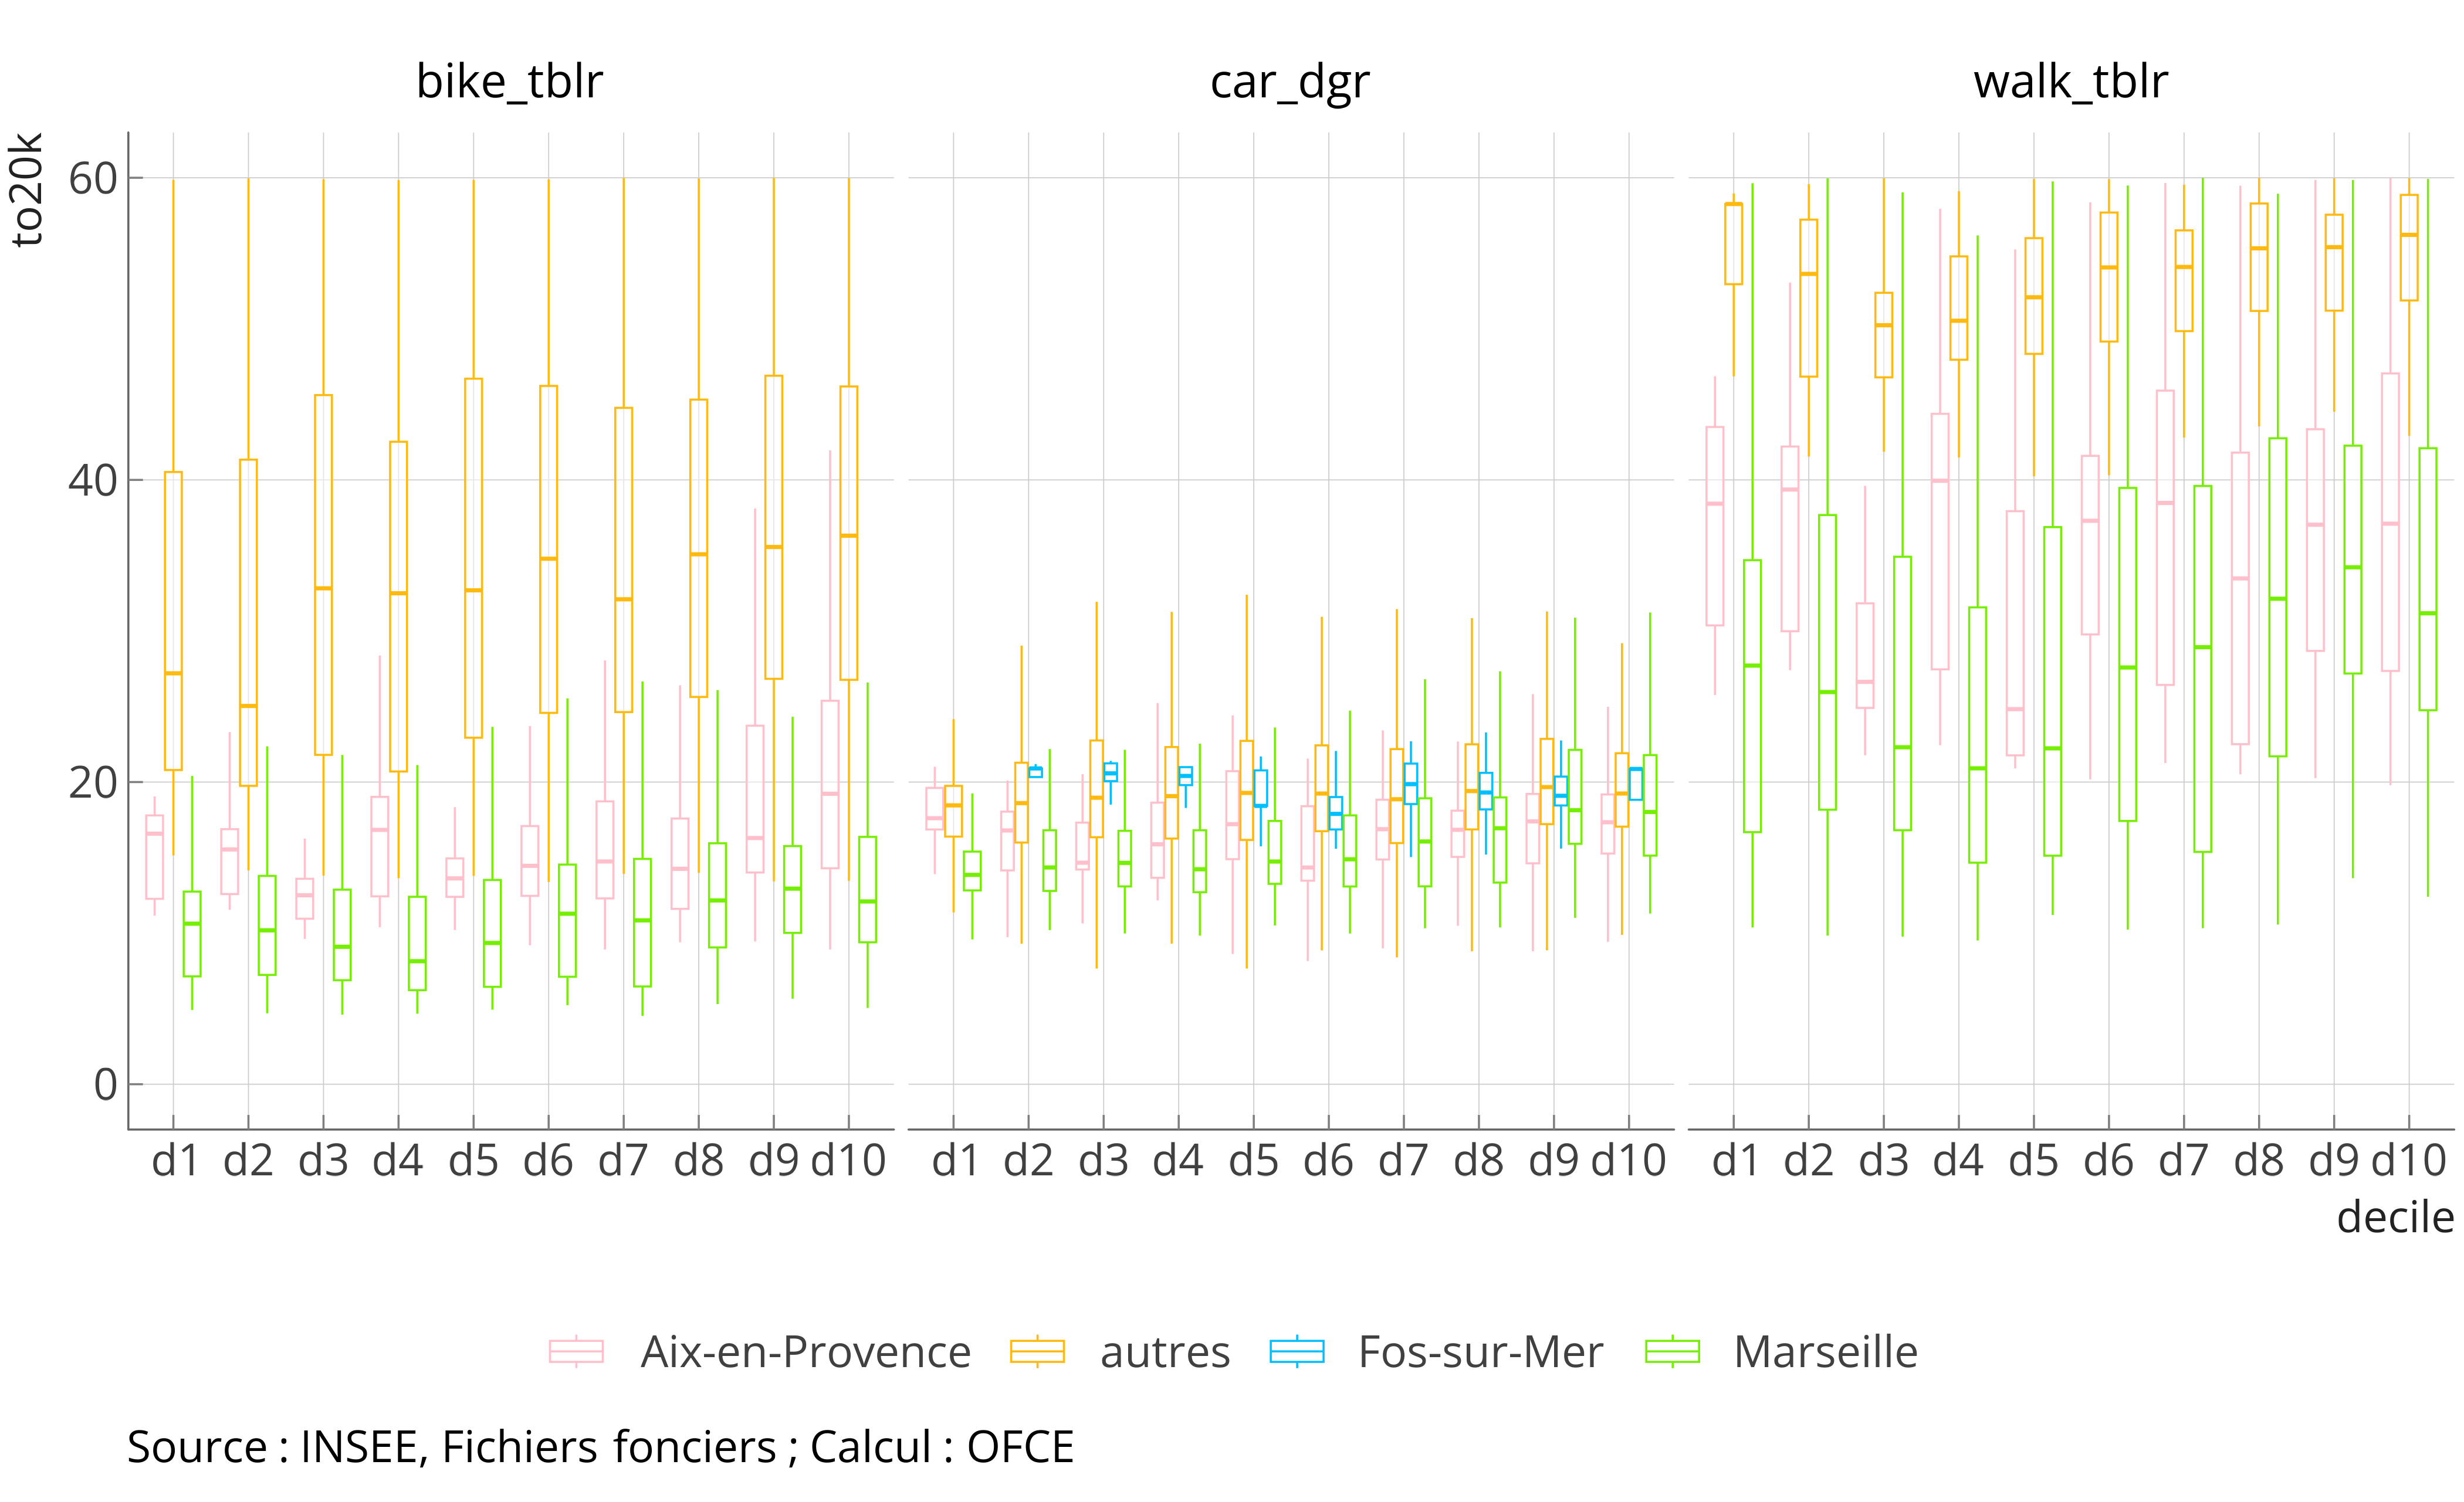 bike_tblr car_dgr walk_tblr
to20k
60
40
20
0
d1 d2 d3 d4 d5 d6 d7 d8 d9 d10 d1 d2 d3 d4 d5 d6 d7 d8 d9 d10 d1 d2 d3 d4 d5 d6 d7 d8 d9 d10
decile
Aix-en-Provence autres Fos-sur-Mer Marseille
Source : INSEE, Fichiers fonciers ; Calcul : OFCE